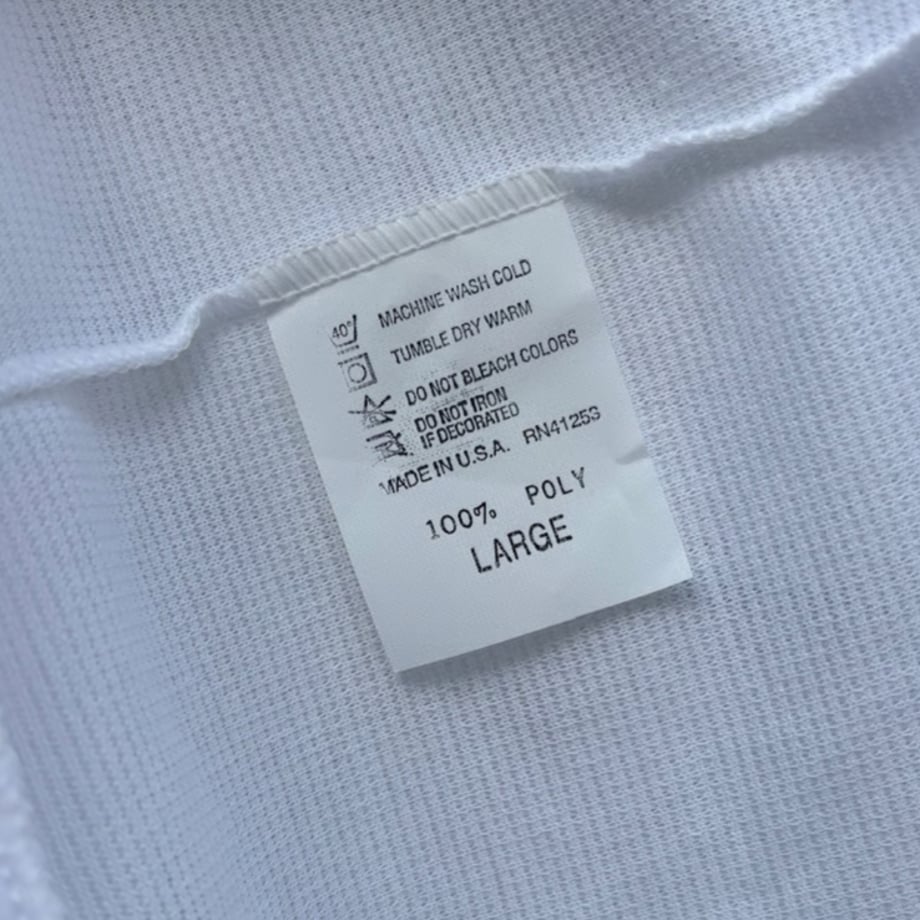 40° MACHINE WASH COLD
TUMBLE DRY WARM
DO NOT BLEACH COLORS
DO NOT IRON
IF DECORATED
MADE IN U.S.A. RN41253
100% POLY
LARGE